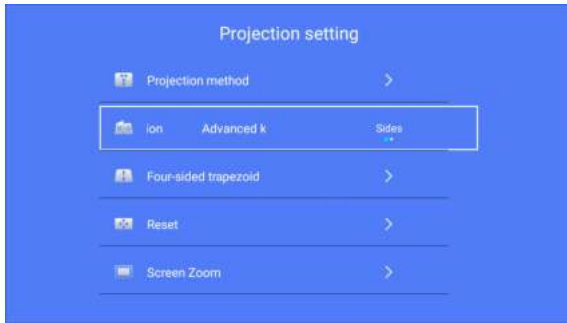 Projection setting
Projection method
ion Advanced k Sides
Four-sided trapezoid
Reset
Screen Zoom